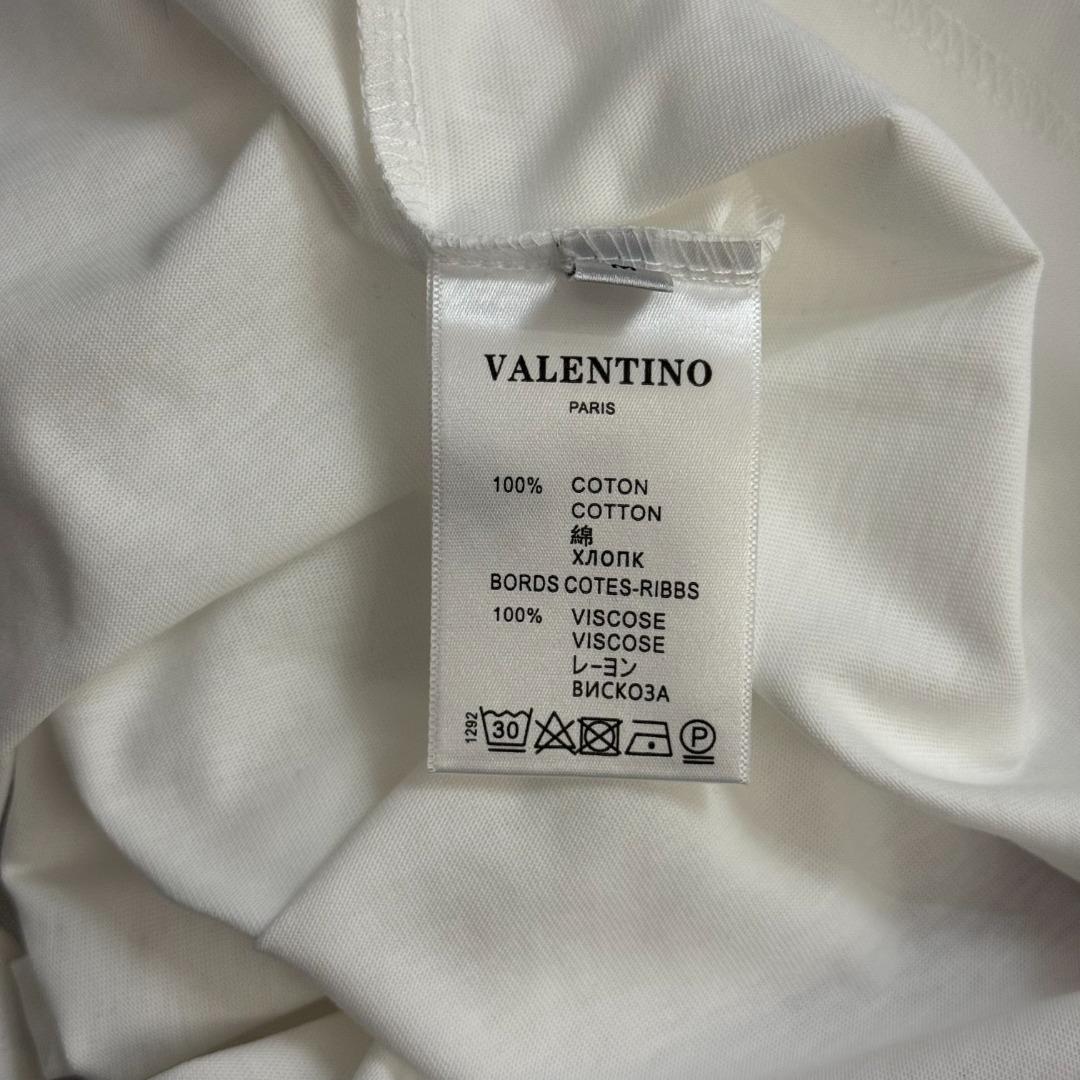 VALENTINO
PARIS
100% COTON
COTTON
綿
ХЛОПК
BORDS COTES-RIBBS
100% VISCOSE
VISCOSE
レーヨン
ВИСКОЗА
1292 30 P